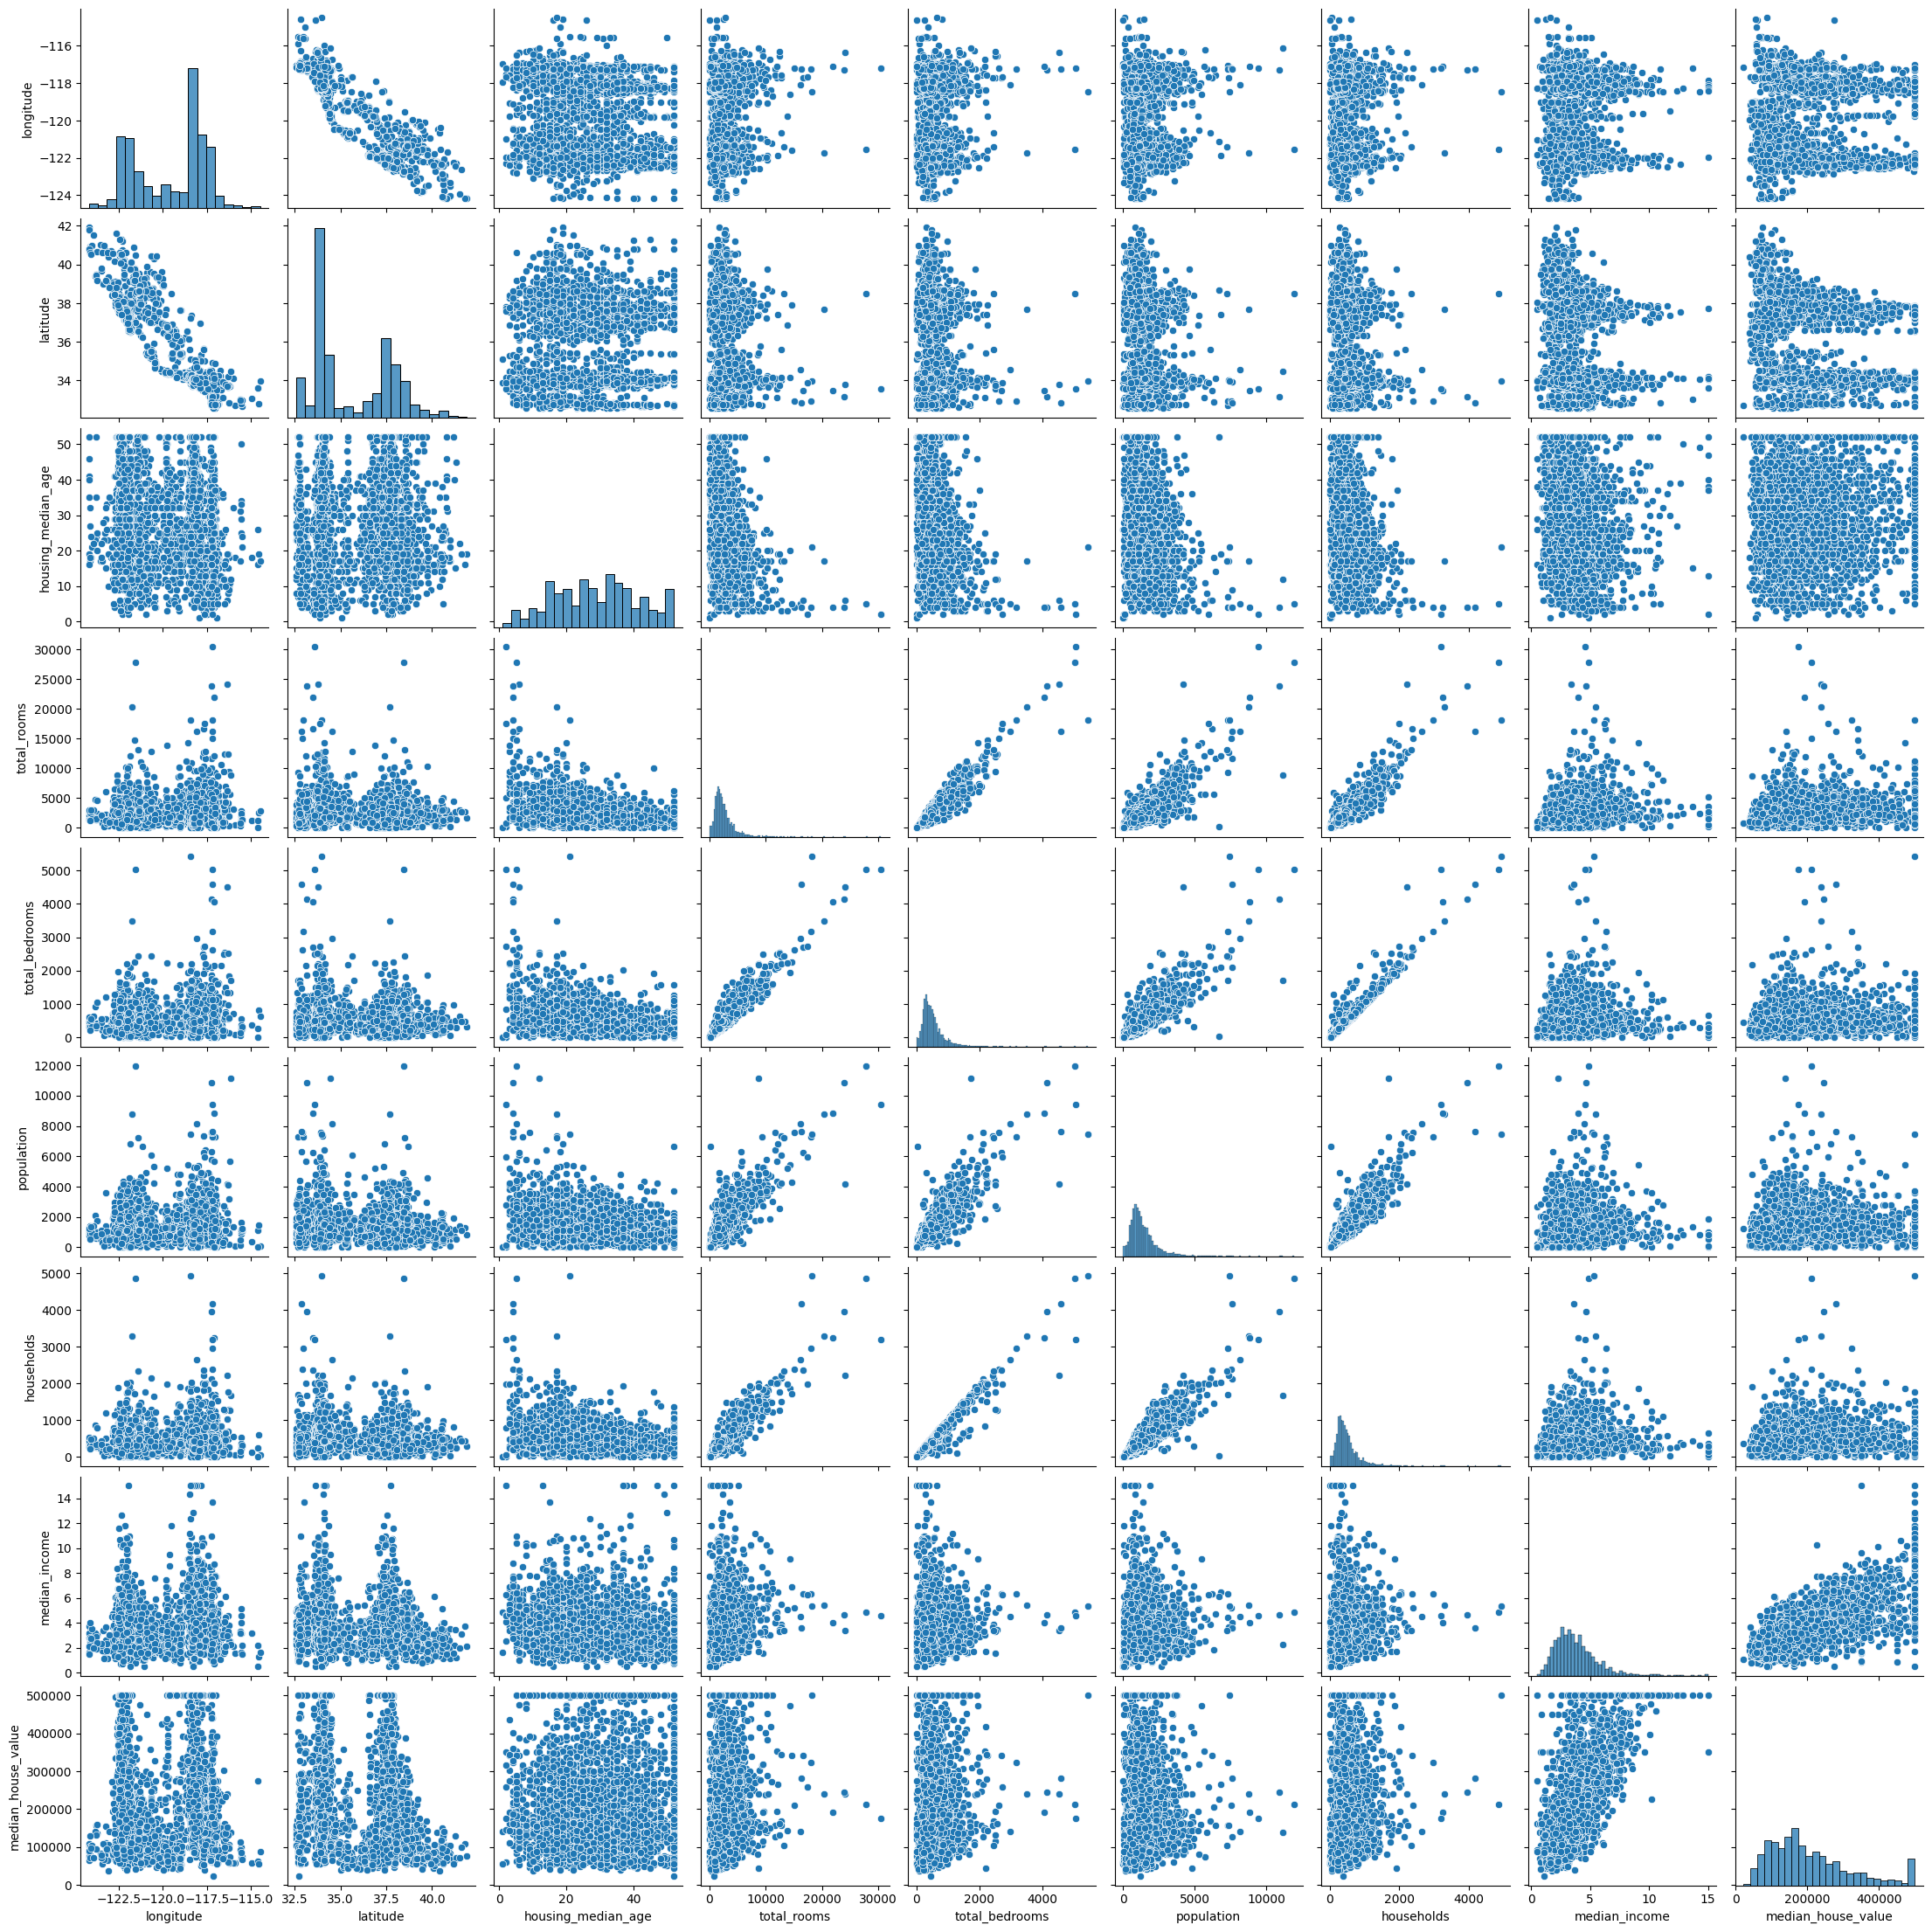 longitude
−116
−118
−120
−122
−124
latitude
42
40
38
36
34
housing_median_age
50
40
30
20
10
0
total_rooms
30000
25000
20000
15000
10000
5000
0
total_bedrooms
5000
4000
3000
2000
1000
0
population
12000
10000
8000
6000
4000
2000
0
households
5000
4000
3000
2000
1000
0
median_income
14
12
10
8
6
4
2
0
median_house_value
500000
400000
300000
200000
100000
0
−122.5 −120.0 −117.5 −115.0
longitude
32.5 35.0 37.5 40.0
latitude
0 20 40
housing_median_age
0 10000 20000 30000
total_rooms
0 2000 4000
total_bedrooms
0 5000 10000
population
0 2000 4000
households
0 5 10 15
median_income
0 200000 400000
median_house_value